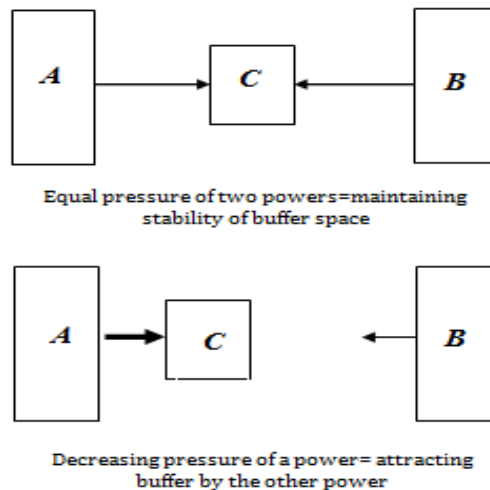 A
C
B
Equal pressure of two powers=maintaining
stability of buffer space
A
C
B
Decreasing pressure of a power= attracting
buffer by the other power